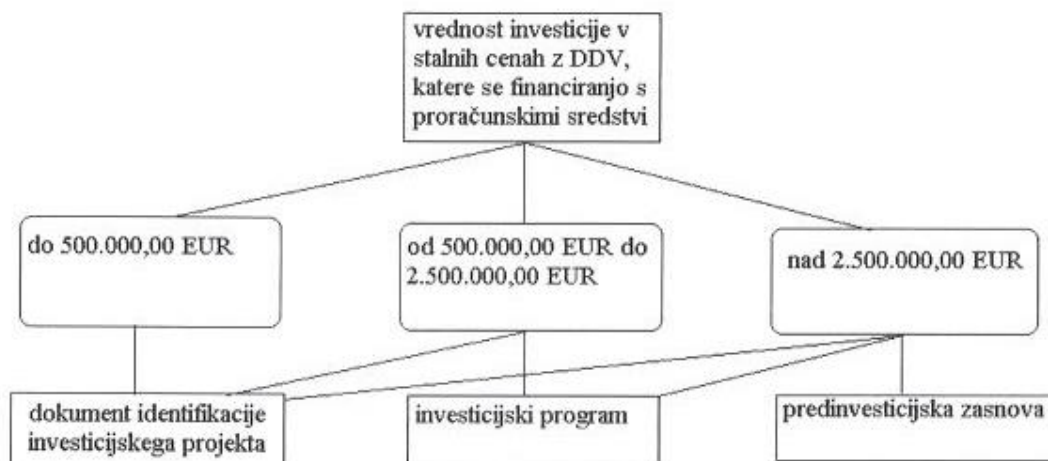 vrednost investicije v
stalnih cenah z DDV,
katere se financiranjo s
proračunskimi sredstvi
do 500.000,00 EUR
od 500.000,00 EUR do
2.500.000,00 EUR
nad 2.500.000,00 EUR
dokument identifikacije
investicijskega projekta
investicijski program
predinvesticijska zasnova